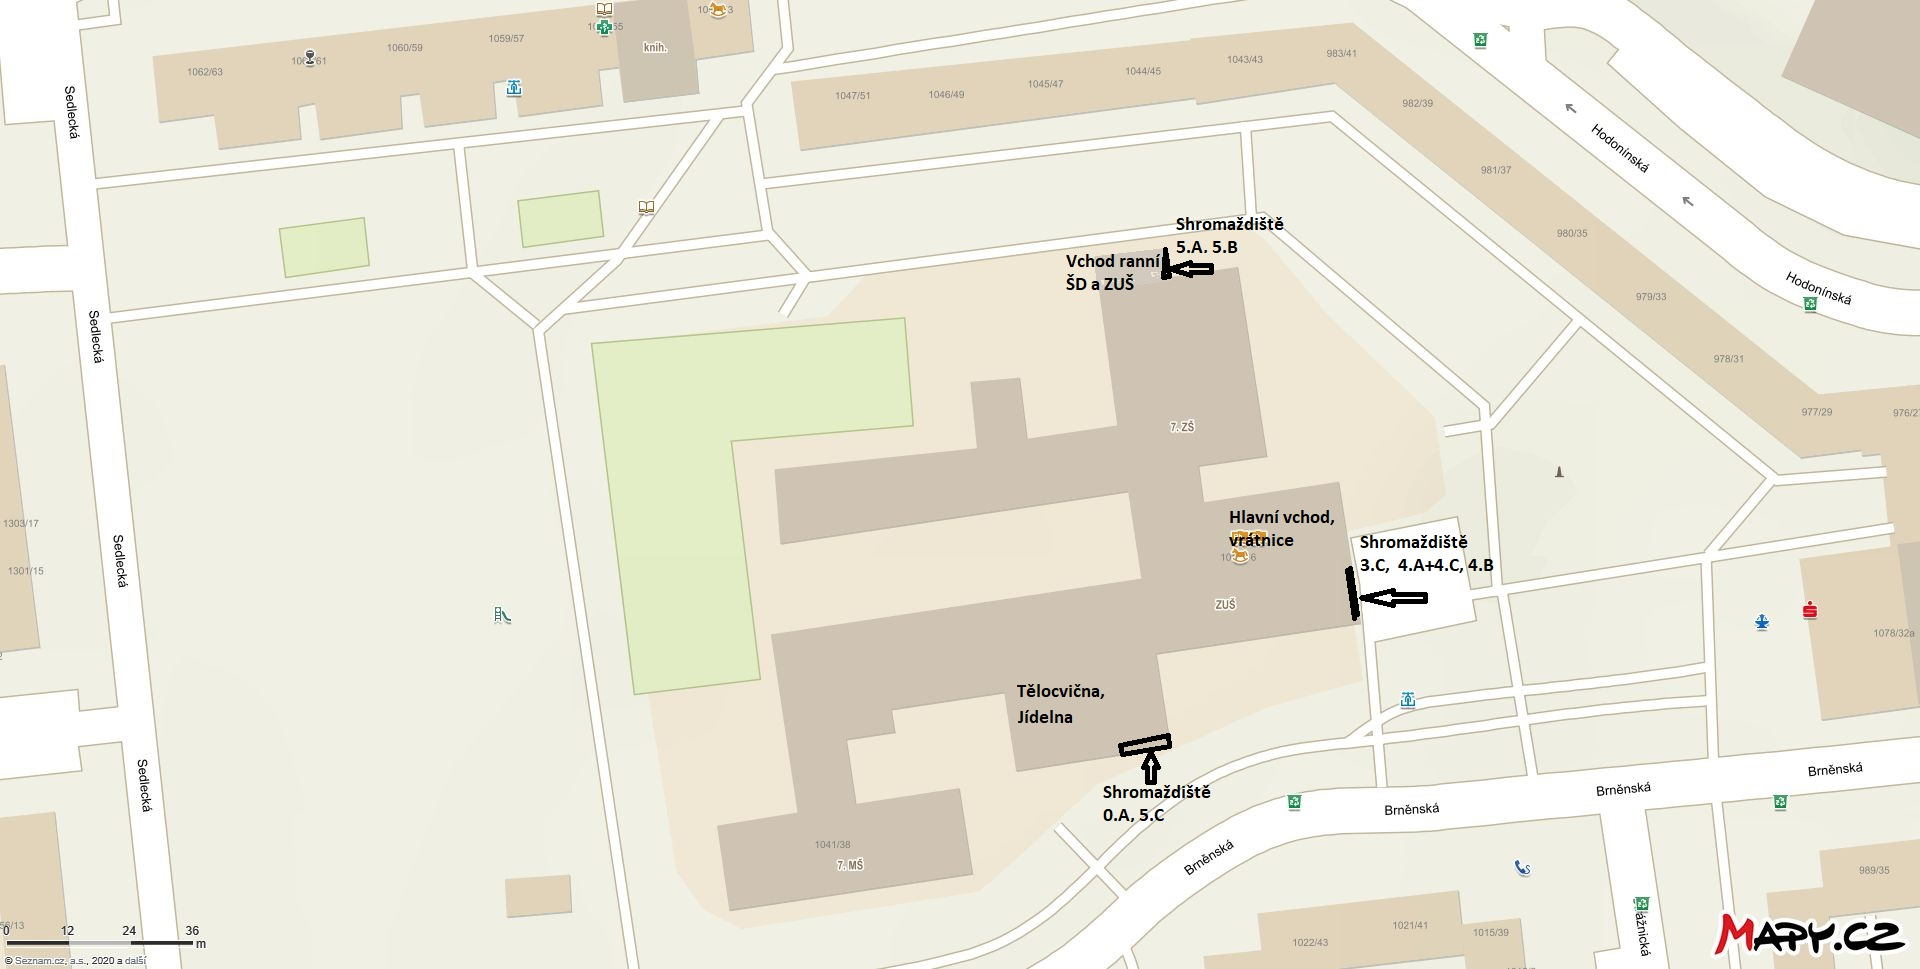 knih.
1062/63
1060/59
1059/57
1047/51
1046/49
1045/47
1044/45
1043/43
983/41
982/39
981/37
980/35
979/33
978/31
977/29
Sedlecká
Hodonínská
Hodonínská
Shromaždiště
5.A. 5.B
Vchod ranní
ŠD a ZUŠ
Sedlecká
7. ZŠ
Hlavní vchod,
vrátnice
Shromaždiště
3.C, 4.A+4.C, 4.B
ZUŠ
1303/17
1301/15
Sedlecká
1078/32a
Tělocvična,
Jídelna
Shromaždiště
0.A, 5.C
Sedlecká
Brněnská
Brněnská
Brněnská
Brněnská
1041/38
7. MŠ
989/35
1021/41
1022/43
1015/39
0 12 24 36
m
© Seznam.cz, a.s., 2020 a další
MAPY.CZ